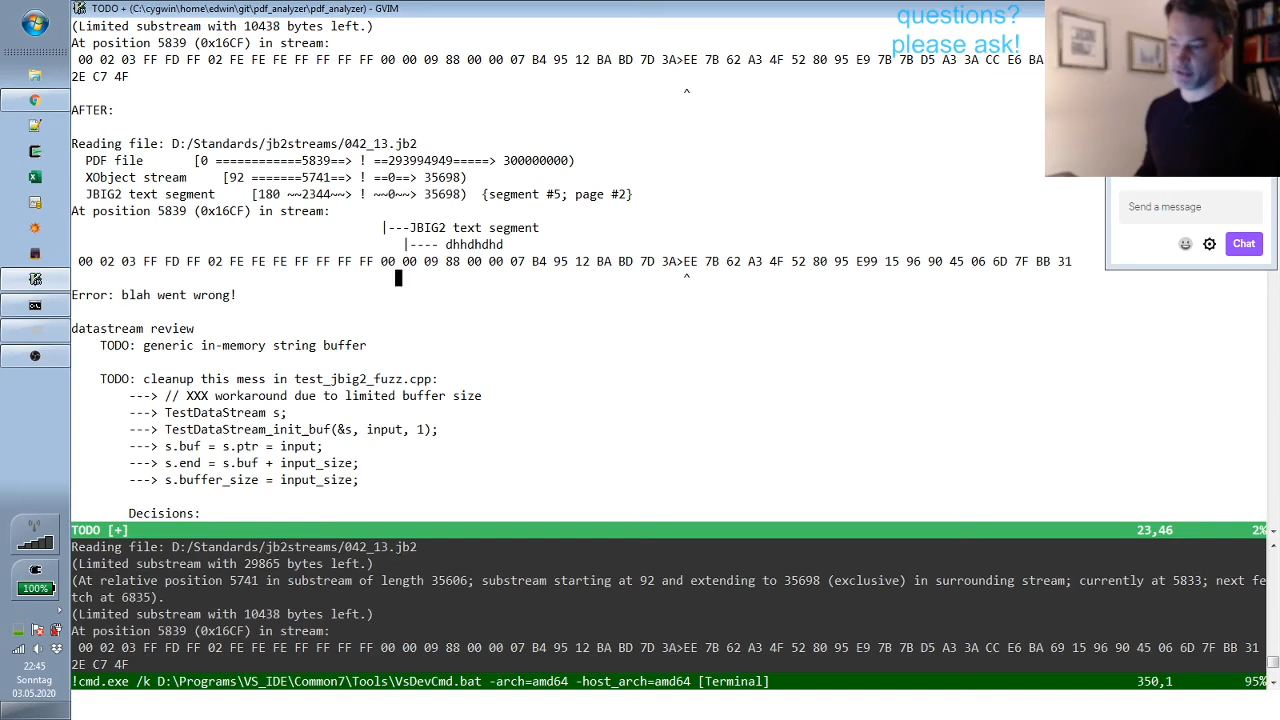 TODO + (C:\cygwin\home\edwin\git\pdf_analyzer\pdf_analyzer) - GVIM
questions?
please ask!
(Limited substream with 10438 bytes left.)
At position 5839 (0x16CF) in stream:
00 02 03 FF FD FF 02 FE FE FE FF FF FF FF 00 00 09 88 00 00 07 B4 95 12 BA BD 7D 3A>EE 7B 62 A3 4F 52 80 95 E9 7B 7B D5 A3 3A CC E6 BA
2E C7 4F
^
AFTER:
Reading file: D:/Standards/jb2streams/042_13.jb2
PDF file       [0 ============5839==> ! ==293994949=====> 300000000)
XObject stream     [92 =======5741==> ! ==0==> 35698)
JBIG2 text segment     [180 ~~2344~~> ! ~~0~> 35698)  {segment #5; page #2}
At position 5839 (0x16CF) in stream:
|---JBIG2 text segment
|---- dhhdhdhd
00 02 03 FF FD FF 02 FE FE FE FF FF FF FF 00 00 09 88 00 00 07 B4 95 12 BA BD 7D 3A>EE 7B 62 A3 4F 52 80 95 E99 15 96 90 45 06 6D 7F BB 31
^
Error: blah went wrong!
datastream review
TODO: generic in-memory string buffer
TODO: cleanup this mess in test_jbig2_fuzz.cpp:
---> // XXX workaround due to limited buffer size
---> TestDataStream s;
---> TestDataStream_init_buf(&s, input, 1);
---> s.buf = s.ptr = input;
---> s.end = s.buf + input_size;
---> s.buffer_size = input_size;
Decisions:
TODO [+] 23,46 2%
Reading file: D:/Standards/jb2streams/042_13.jb2
(Limited substream with 29865 bytes left.)
(At relative position 5741 in substream of length 35606; substream starting at 92 and extending to 35698 (exclusive) in surrounding stream; currently at 5833; next fe
tch at 6835).
(Limited substream with 10438 bytes left.)
At position 5839 (0x16CF) in stream:
00 02 03 FF FD FF 02 FE FE FE FF FF FF FF 00 00 09 88 00 00 07 B4 95 12 BA BD 7D 3A>EE 7B 62 A3 4F 52 80 95 E9 7B 7B D5 A3 3A CC E6 BA 69 15 96 90 45 06 6D 7F BB 31
2E C7 4F
!cmd.exe /k D:\Programs\VS_IDE\Common7\Tools\VsDevCmd.bat -arch=amd64 -host_arch=amd64 [Terminal] 350,1 95%
Send a message
Chat
100%
22:45
Sonntag
03.05.2020